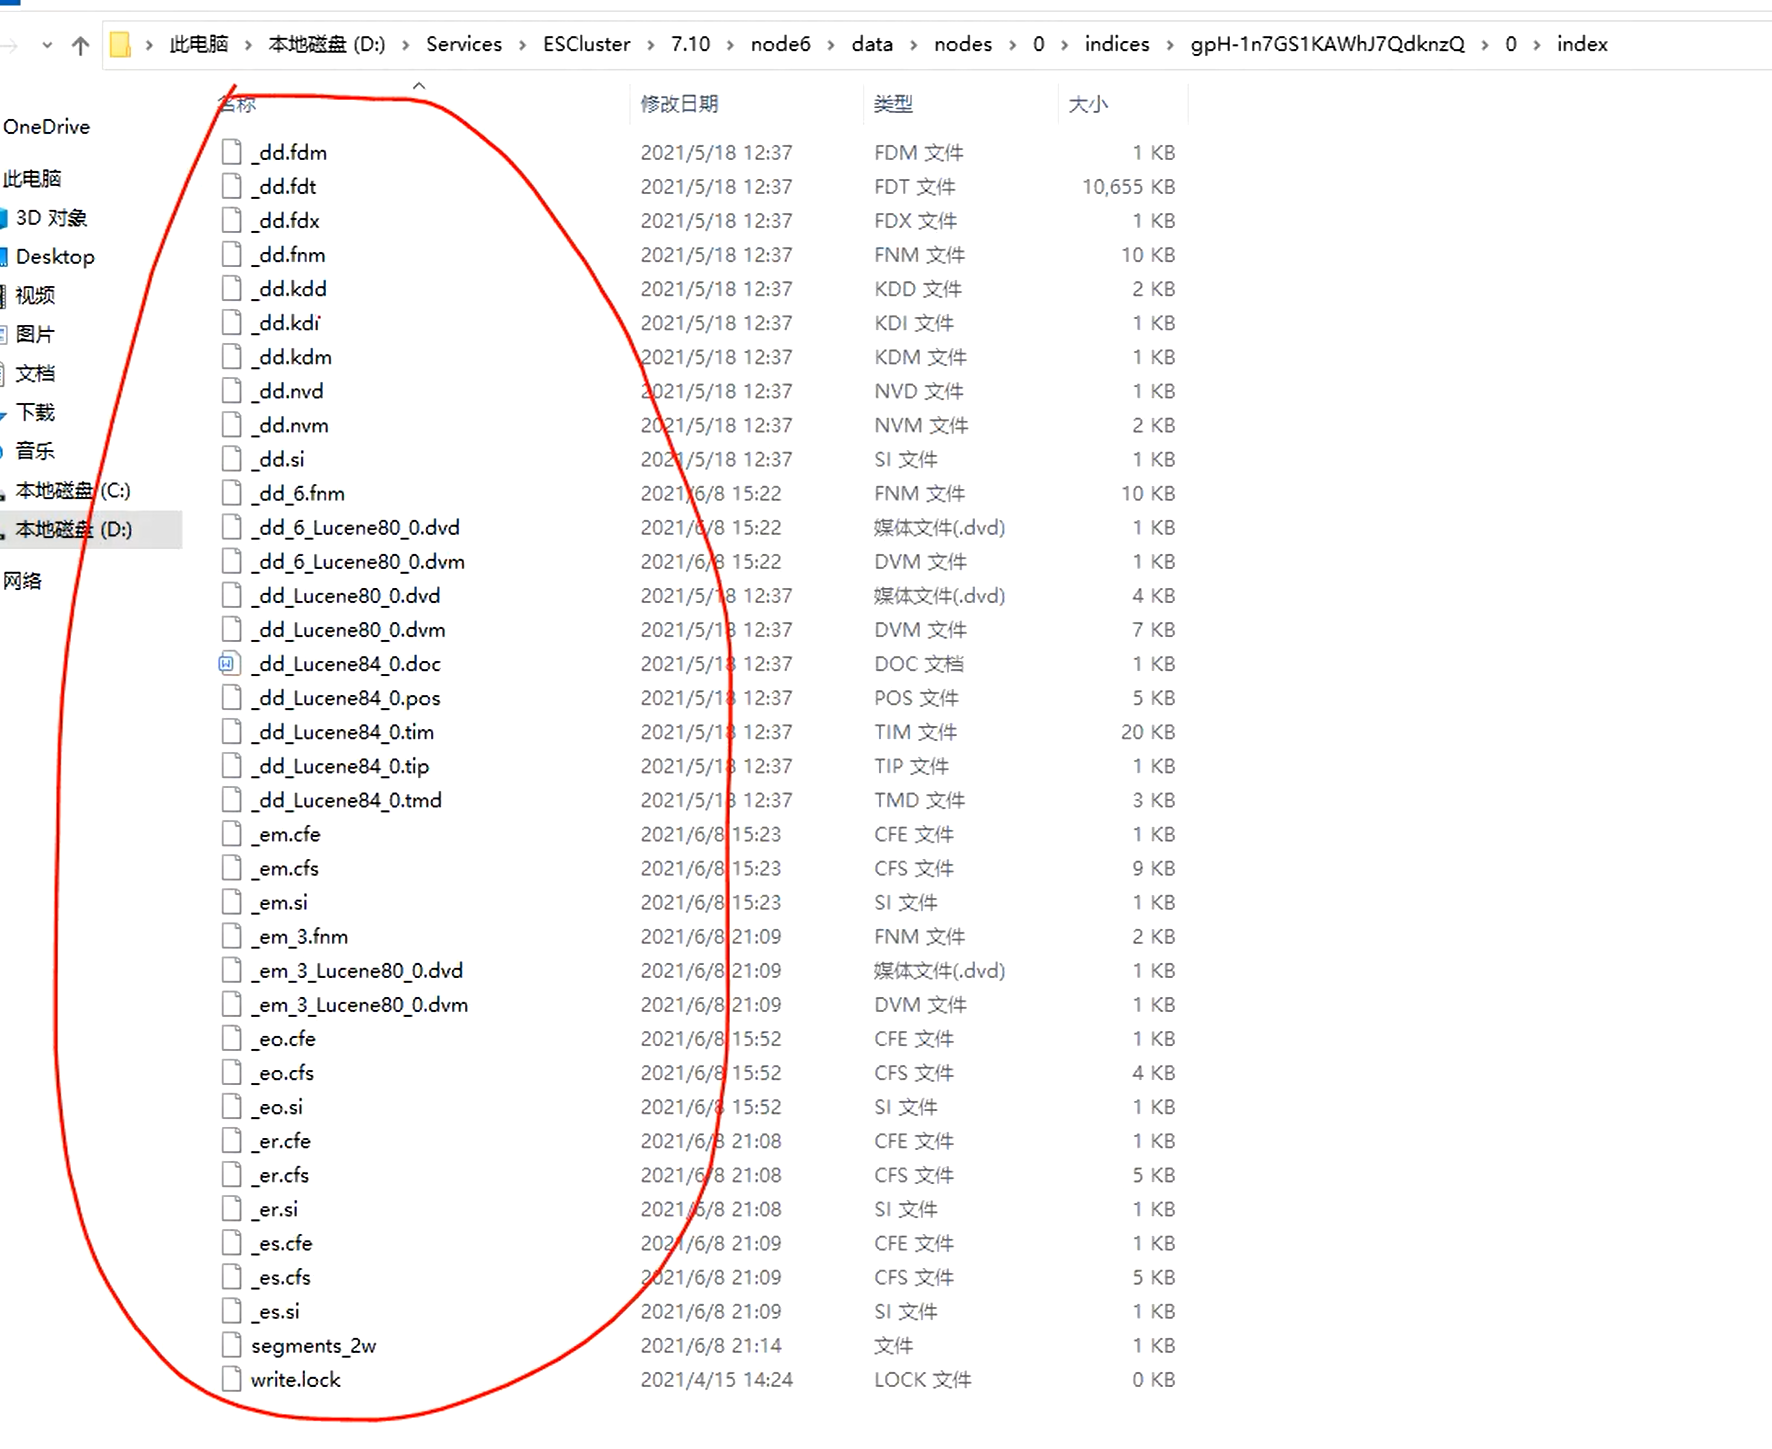 此电脑 › 本地磁盘 (D:) › Services › ESCluster › 7.10 › node6 › data › nodes › 0 › indices › gpH-1n7GS1KAWhJ7QdknzQ › 0 › index
OneDrive
此电脑
3D 对象
Desktop
视频
图片
文档
下载
音乐
本地磁盘 (C:)
本地磁盘 (D:)
网络
名称 修改日期 类型 大小
_dd.fdm 2021/5/18 12:37 FDM 文件 1 KB
_dd.fdt 2021/5/18 12:37 FDT 文件 10,655 KB
_dd.fdx 2021/5/18 12:37 FDX 文件 1 KB
_dd.fnm 2021/5/18 12:37 FNM 文件 10 KB
_dd.kdd 2021/5/18 12:37 KDD 文件 2 KB
_dd.kdi 2021/5/18 12:37 KDI 文件 1 KB
_dd.kdm 2021/5/18 12:37 KDM 文件 1 KB
_dd.nvd 2021/5/18 12:37 NVD 文件 1 KB
_dd.nvm 2021/5/18 12:37 NVM 文件 2 KB
_dd.si 2021/5/18 12:37 SI 文件 1 KB
_dd_6.fnm 2021/6/8 15:22 FNM 文件 10 KB
_dd_6_Lucene80_0.dvd 2021/6/8 15:22 媒体文件(.dvd) 1 KB
_dd_6_Lucene80_0.dvm 2021/6/8 15:22 DVM 文件 1 KB
_dd_Lucene80_0.dvd 2021/5/18 12:37 媒体文件(.dvd) 4 KB
_dd_Lucene80_0.dvm 2021/5/18 12:37 DVM 文件 7 KB
_dd_Lucene84_0.doc 2021/5/18 12:37 DOC 文档 1 KB
_dd_Lucene84_0.pos 2021/5/18 12:37 POS 文件 5 KB
_dd_Lucene84_0.tim 2021/5/18 12:37 TIM 文件 20 KB
_dd_Lucene84_0.tip 2021/5/18 12:37 TIP 文件 1 KB
_dd_Lucene84_0.tmd 2021/5/18 12:37 TMD 文件 3 KB
_em.cfe 2021/6/8 15:23 CFE 文件 1 KB
_em.cfs 2021/6/8 15:23 CFS 文件 9 KB
_em.si 2021/6/8 15:23 SI 文件 1 KB
_em_3.fnm 2021/6/8 21:09 FNM 文件 2 KB
_em_3_Lucene80_0.dvd 2021/6/8 21:09 媒体文件(.dvd) 1 KB
_em_3_Lucene80_0.dvm 2021/6/8 21:09 DVM 文件 1 KB
_eo.cfe 2021/6/8 15:52 CFE 文件 1 KB
_eo.cfs 2021/6/8 15:52 CFS 文件 4 KB
_eo.si 2021/6/8 15:52 SI 文件 1 KB
_er.cfe 2021/6/8 21:08 CFE 文件 1 KB
_er.cfs 2021/6/8 21:08 CFS 文件 5 KB
_er.si 2021/6/8 21:08 SI 文件 1 KB
_es.cfe 2021/6/8 21:09 CFE 文件 1 KB
_es.cfs 2021/6/8 21:09 CFS 文件 5 KB
_es.si 2021/6/8 21:09 SI 文件 1 KB
segments_2w 2021/6/8 21:14 文件 1 KB
write.lock 2021/4/15 14:24 LOCK 文件 0 KB